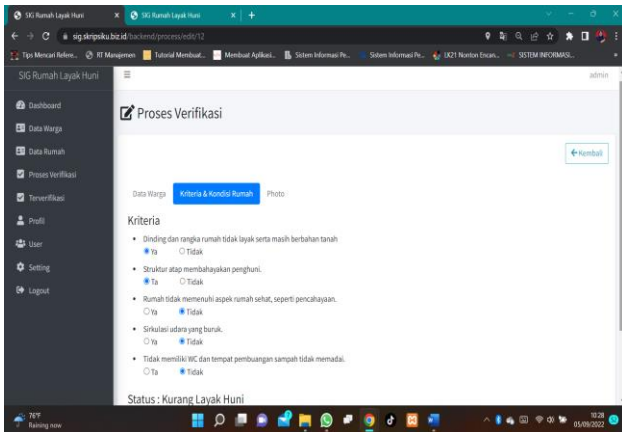 SIG Rumah Layak Huni
SIG Rumah Layak Huni
sig.skripsiku.biz.id/backend/process/edit/12
Tips Mencari Refere...
RT Manajemen
Tutorial Membuat...
Membuat Aplikasi...
Sistem Informasi Pe...
Sistem Informasi Pe...
LK21 Nonton Encan...
SISTEM INFORMASI...
SIG Rumah Layak Huni
admin
Dashboard
Data Warga
Data Rumah
Proses Verifikasi
Terverifikasi
Profil
User
Setting
Logout
Proses Verifikasi
Kembali
Data Warga
Kriteria & Kondisi Rumah
Photo
Kriteria
Dinding dan rangka rumah tidak layak serta masih berbahan tanah
Ya Tidak
Struktur atap membahayakan penghuni.
Ta Tidak
Rumah tidak memenuhi aspek rumah sehat, seperti pencahayaan.
Ya Tidak
Sirkulasi udara yang buruk.
Ya Tidak
Tidak memiliki WC dan tempat pembuangan sampah tidak memadai.
Ta Tidak
Status : Kurang Layak Huni
76°F
Raining now
10:28
05/09/2022